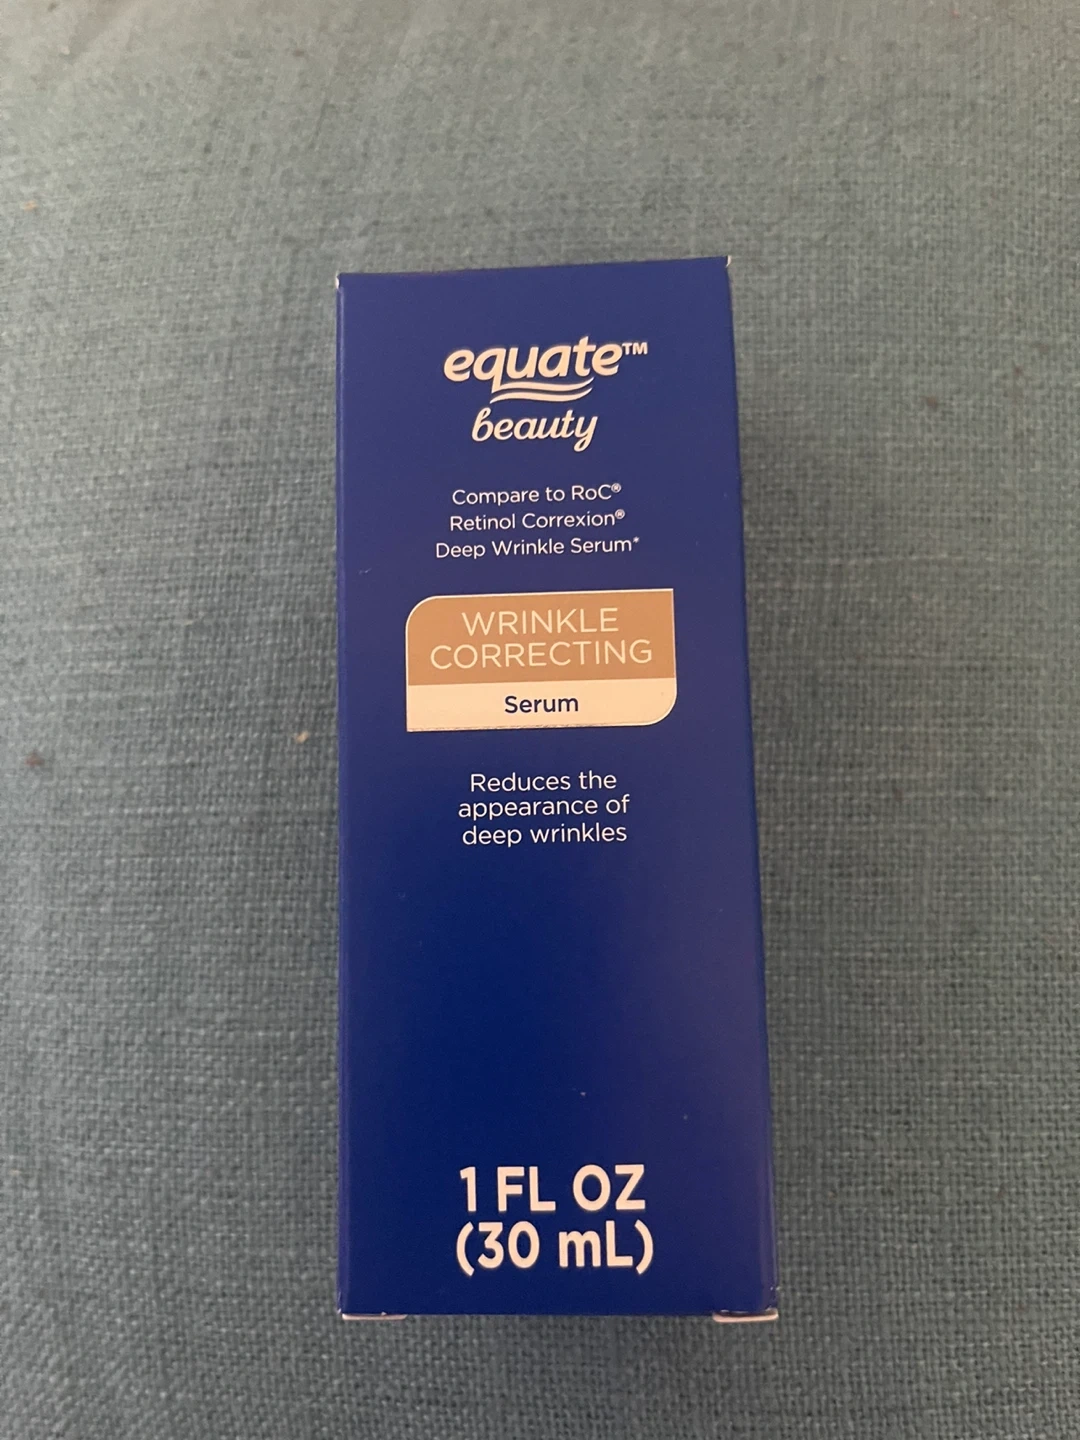 equate™
beauty
Compare to RoC®
Retinol Correxion®
Deep Wrinkle Serum*
WRINKLE
CORRECTING
Serum
Reduces the
appearance of
deep wrinkles
1 FL OZ
(30 mL)